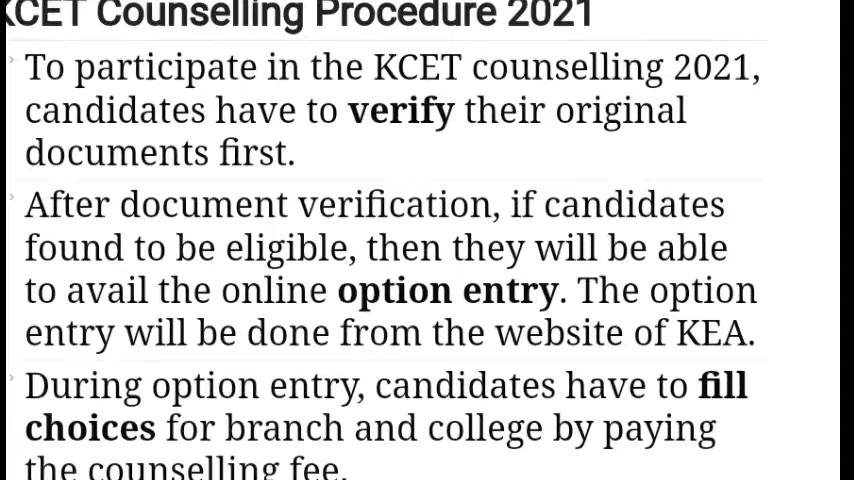 KCET Counselling Procedure 2021
To participate in the KCET counselling 2021,
candidates have to verify their original
documents first.
After document verification, if candidates
found to be eligible, then they will be able
to avail the online option entry. The option
entry will be done from the website of KEA.
During option entry, candidates have to fill
choices for branch and college by paying
the counselling fee.